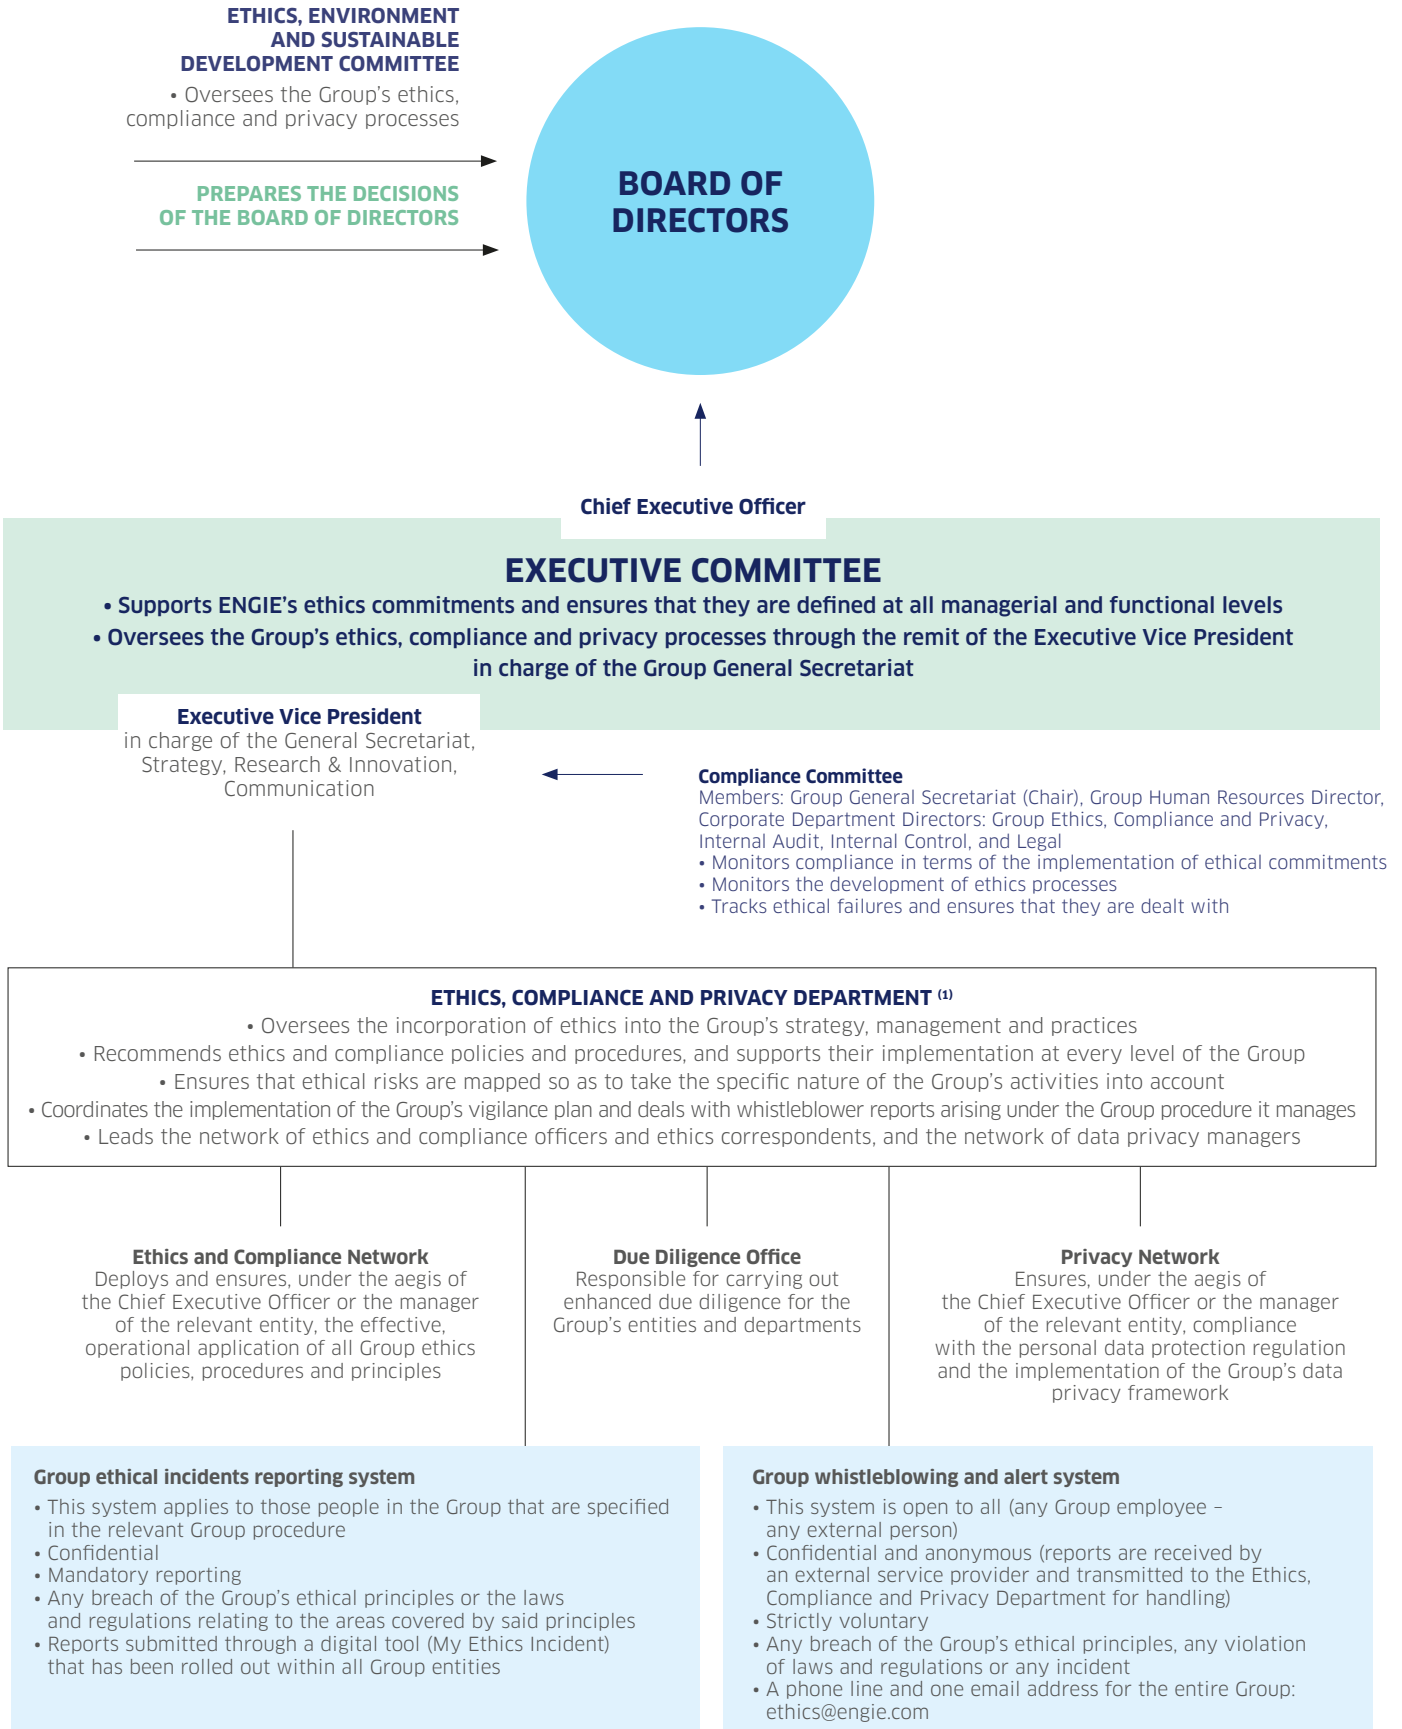 ETHICS, ENVIRONMENT
AND SUSTAINABLE
DEVELOPMENT COMMITTEE
• Oversees the Group's ethics,
compliance and privacy processes
PREPARES THE DECISIONS
OF THE BOARD OF DIRECTORS
BOARD OF
DIRECTORS
Chief Executive Officer
EXECUTIVE COMMITTEE
• Supports ENGIE's ethics commitments and ensures that they are defined at all managerial and functional levels
• Oversees the Group's ethics, compliance and privacy processes through the remit of the Executive Vice President
in charge of the Group General Secretariat
Executive Vice President
in charge of the General Secretariat,
Strategy, Research & Innovation,
Communication
Compliance Committee
Members: Group General Secretariat (Chair), Group Human Resources Director,
Corporate Department Directors: Group Ethics, Compliance and Privacy,
Internal Audit, Internal Control, and Legal
• Monitors compliance in terms of the implementation of ethical commitments
• Monitors the development of ethics processes
• Tracks ethical failures and ensures that they are dealt with
ETHICS, COMPLIANCE AND PRIVACY DEPARTMENT (1)
• Oversees the incorporation of ethics into the Group's strategy, management and practices
• Recommends ethics and compliance policies and procedures, and supports their implementation at every level of the Group
• Ensures that ethical risks are mapped so as to take the specific nature of the Group's activities into account
• Coordinates the implementation of the Group's vigilance plan and deals with whistleblower reports arising under the Group procedure it manages
• Leads the network of ethics and compliance officers and ethics correspondents, and the network of data privacy managers
Ethics and Compliance Network
Deploys and ensures, under the aegis of
the Chief Executive Officer or the manager
of the relevant entity, the effective,
operational application of all Group ethics
policies, procedures and principles
Due Diligence Office
Responsible for carrying out
enhanced due diligence for the
Group's entities and departments
Privacy Network
Ensures, under the aegis of
the Chief Executive Officer or the manager
of the relevant entity, compliance
with the personal data protection regulation
and the implementation of the Group's data
privacy framework
Group ethical incidents reporting system
• This system applies to those people in the Group that are specified
in the relevant Group procedure
• Confidential
• Mandatory reporting
• Any breach of the Group's ethical principles or the laws
and regulations relating to the areas covered by said principles
• Reports submitted through a digital tool (My Ethics Incident)
that has been rolled out within all Group entities
Group whistleblowing and alert system
• This system is open to all (any Group employee –
any external person)
• Confidential and anonymous (reports are received by
an external service provider and transmitted to the Ethics,
Compliance and Privacy Department for handling)
• Strictly voluntary
• Any breach of the Group's ethical principles, any violation
of laws and regulations or any incident
• A phone line and one email address for the entire Group:
ethics@engie.com